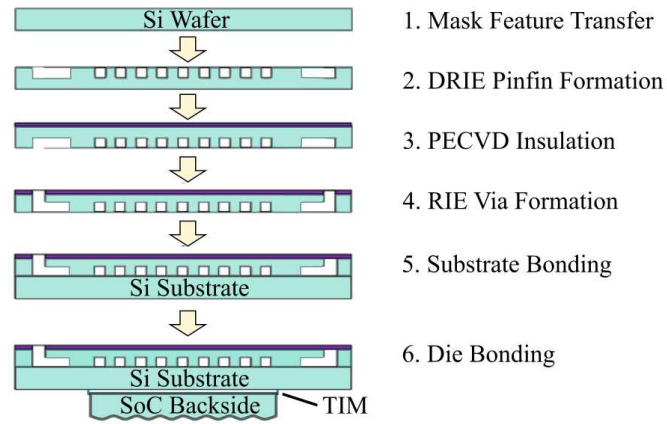 Si Wafer
1. Mask Feature Transfer
2. DRIE Pinfin Formation
3. PECVD Insulation
4. RIE Via Formation
5. Substrate Bonding
Si Substrate
6. Die Bonding
Si Substrate
SoC Backside
TIM